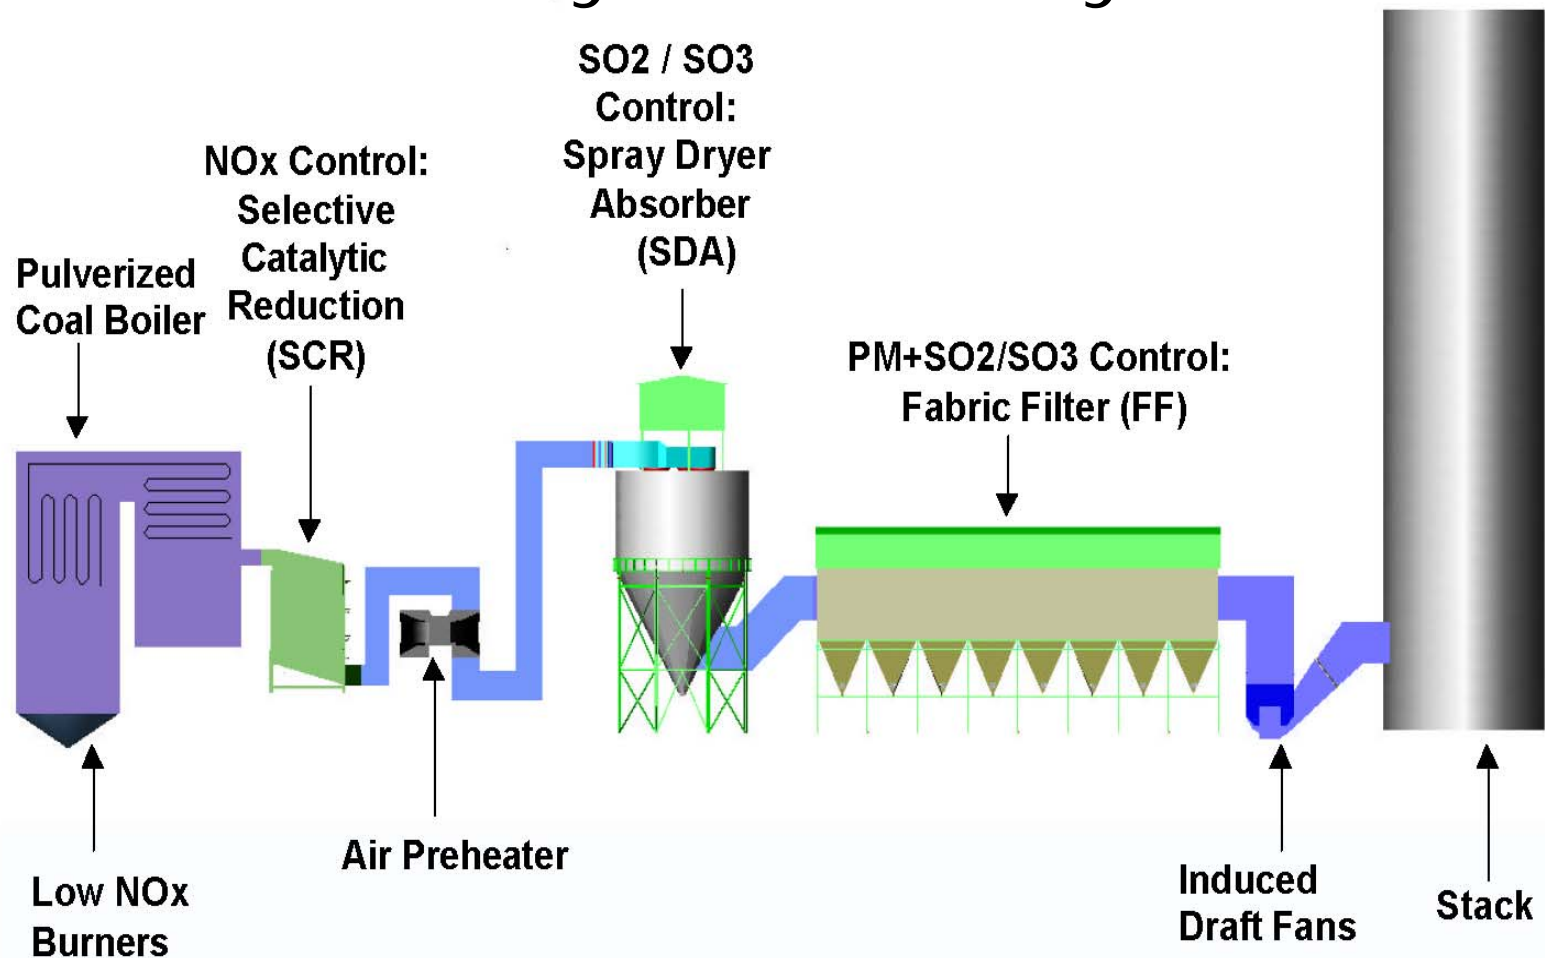 SO2 / SO3
Control:
Spray Dryer
Absorber
(SDA)
NOx Control:
Selective
Catalytic
Reduction
(SCR)
Pulverized
Coal Boiler
PM+SO2/SO3 Control:
Fabric Filter (FF)
Air Preheater
Low NOx
Burners
Induced
Draft Fans
Stack